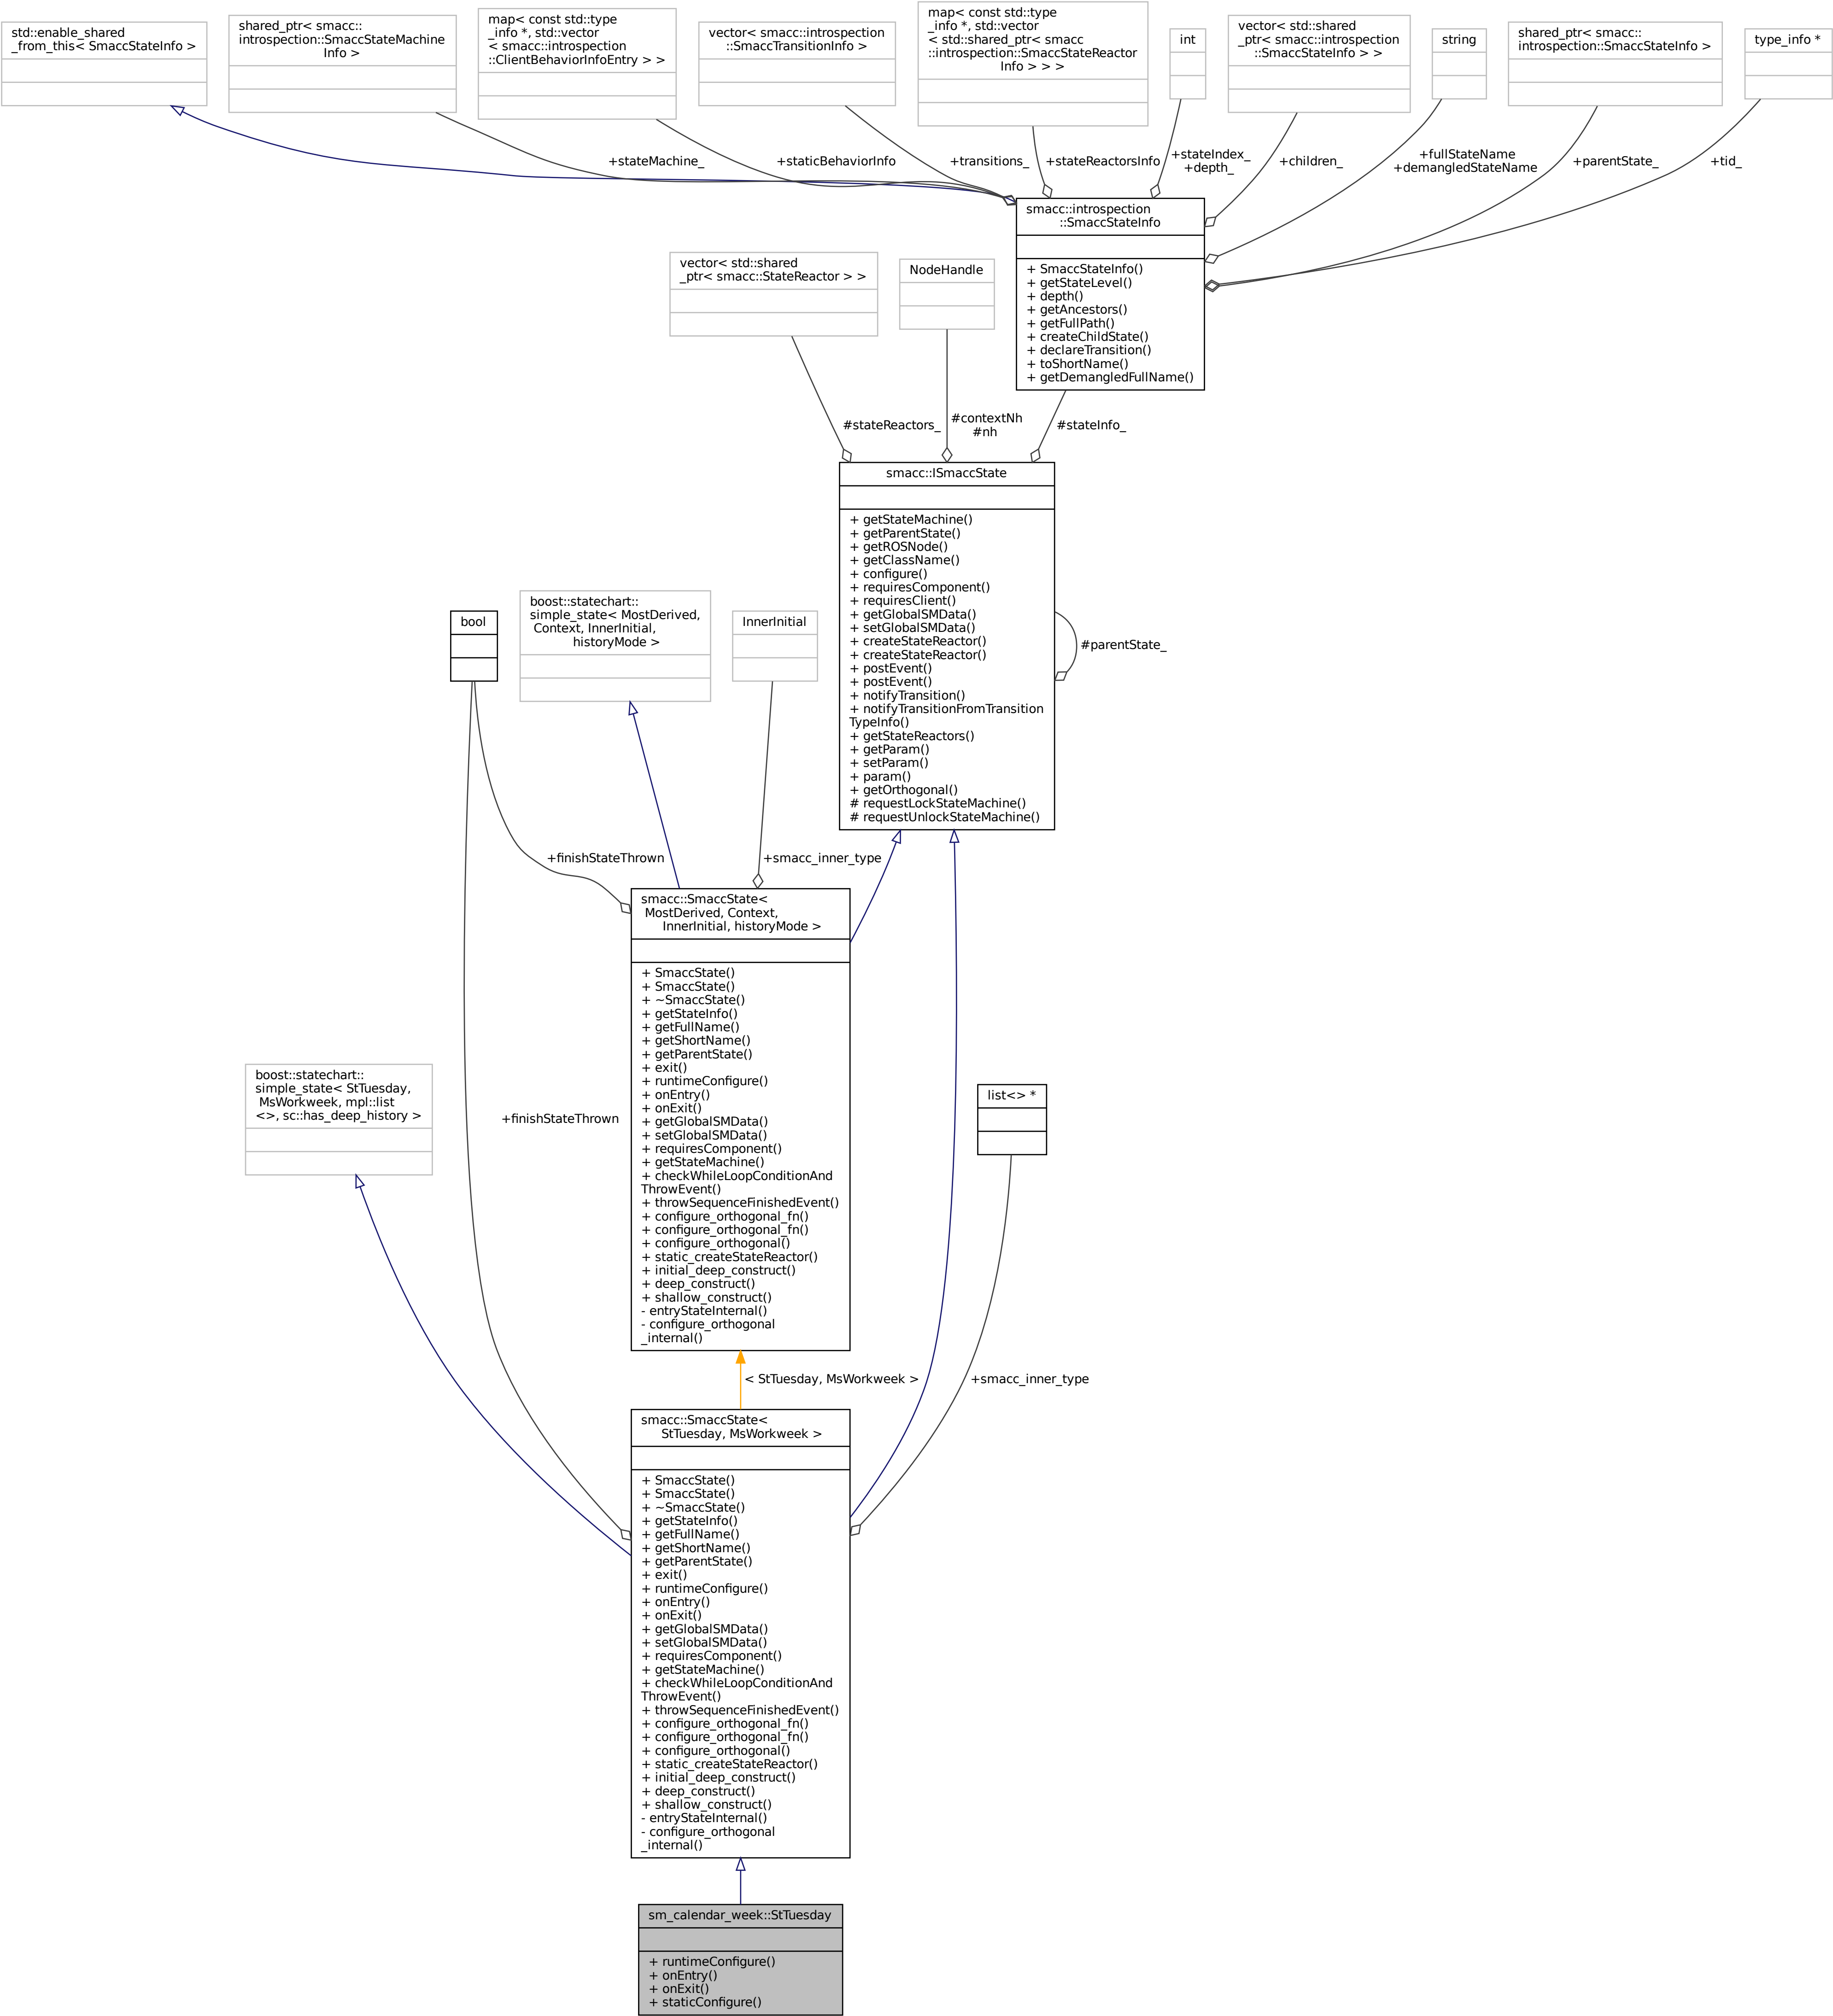 std::enable_shared
_from_this< SmaccStateInfo >
shared_ptr< smacc::
introspection::SmaccStateMachine
Info >
map< const std::type
_info *, std::vector
< smacc::introspection
::ClientBehaviorInfoEntry > >
vector< smacc::introspection
::SmaccTransitionInfo >
map< const std::type
_info *, std::vector
< std::shared_ptr< smacc
::introspection::SmaccStateReactor
Info > > >
int
vector< std::shared
_ptr< smacc::introspection
::SmaccStateInfo > >
string
shared_ptr< smacc::
introspection::SmaccStateInfo >
type_info *
+stateMachine_
+staticBehaviorInfo
+transitions_
+stateReactorsInfo
+stateIndex_
+depth_
+children_
+fullStateName
+demangledStateName
+parentState_
+tid_
smacc::introspection
::SmaccStateInfo
+ SmaccStateInfo()
+ getStateLevel()
+ depth()
+ getAncestors()
+ getFullPath()
+ createChildState()
+ declareTransition()
+ toShortName()
+ getDemangledFullName()
vector< std::shared
_ptr< smacc::StateReactor > >
NodeHandle
#stateReactors_
#contextNh
#nh
#stateInfo_
smacc::ISmaccState
+ getStateMachine()
+ getParentState()
+ getROSNode()
+ getClassName()
+ configure()
+ requiresComponent()
+ requiresClient()
+ getGlobalSMData()
+ setGlobalSMData()
+ createStateReactor()
+ createStateReactor()
+ postEvent()
+ postEvent()
+ notifyTransition()
+ notifyTransitionFromTransition
TypeInfo()
+ getStateReactors()
+ getParam()
+ setParam()
+ param()
+ getOrthogonal()
# requestLockStateMachine()
# requestUnlockStateMachine()
#parentState_
bool
boost::statechart::
simple_state< MostDerived,
Context, InnerInitial,
historyMode >
InnerInitial
+finishStateThrown
+smacc_inner_type
smacc::SmaccState<
MostDerived, Context,
InnerInitial, historyMode >
+ SmaccState()
+ SmaccState()
+ ~SmaccState()
+ getStateInfo()
+ getFullName()
+ getShortName()
+ getParentState()
+ exit()
+ runtimeConfigure()
+ onEntry()
+ onExit()
+ getGlobalSMData()
+ setGlobalSMData()
+ requiresComponent()
+ getStateMachine()
+ checkWhileLoopConditionAnd
ThrowEvent()
+ throwSequenceFinishedEvent()
+ configure_orthogonal_fn()
+ configure_orthogonal_fn()
+ configure_orthogonal()
+ static_createStateReactor()
+ initial_deep_construct()
+ deep_construct()
+ shallow_construct()
- entryStateInternal()
- configure_orthogonal
_internal()
boost::statechart::
simple_state< StTuesday,
MsWorkweek, mpl::list
<>, sc::has_deep_history >
+finishStateThrown
list<> *
< StTuesday, MsWorkweek >
+smacc_inner_type
smacc::SmaccState<
StTuesday, MsWorkweek >
+ SmaccState()
+ SmaccState()
+ ~SmaccState()
+ getStateInfo()
+ getFullName()
+ getShortName()
+ getParentState()
+ exit()
+ runtimeConfigure()
+ onEntry()
+ onExit()
+ getGlobalSMData()
+ setGlobalSMData()
+ requiresComponent()
+ getStateMachine()
+ checkWhileLoopConditionAnd
ThrowEvent()
+ throwSequenceFinishedEvent()
+ configure_orthogonal_fn()
+ configure_orthogonal_fn()
+ configure_orthogonal()
+ static_createStateReactor()
+ initial_deep_construct()
+ deep_construct()
+ shallow_construct()
- entryStateInternal()
- configure_orthogonal
_internal()
sm_calendar_week::StTuesday
+ runtimeConfigure()
+ onEntry()
+ onExit()
+ staticConfigure()